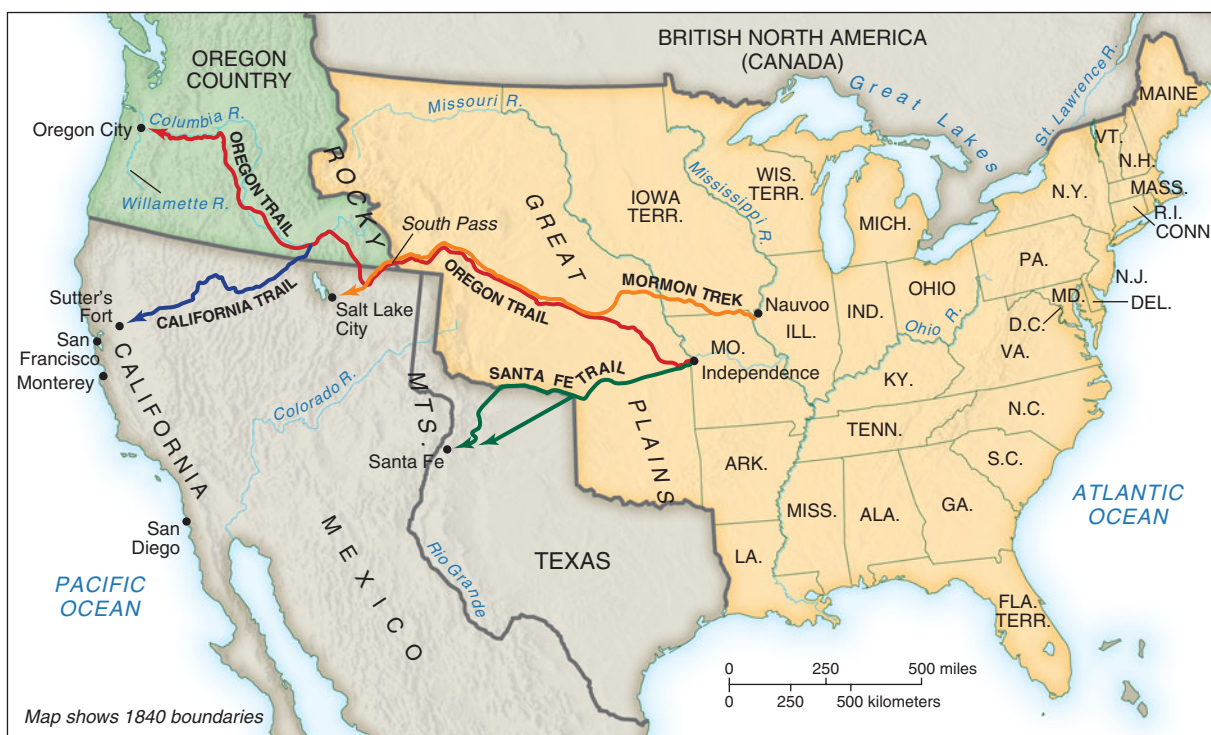 BRITISH NORTH AMERICA
(CANADA)
OREGON
COUNTRY
Great
Lakes
St. Lawrence R.
MAINE
Missouri R.
Columbia R.
Oregon City
OREGON TRAIL
Willamette R.
ROCKY
MTS.
GREAT
PLAINS
South Pass
IOWA
TERR.
WIS.
TERR.
Mississippi R.
MICH.
VT.
N.H.
N.Y.
MASS.
R.I.
CONN.
PA.
N.J.
MD.
DEL.
D.C.
OHIO
IND.
Ohio R.
VA.
OREGON TRAIL
MORMON TREK
Nauvoo
ILL.
Sutter's
Fort
CALIFORNIA TRAIL
Salt Lake
City
San
Francisco
Monterey
CALIFORNIA
Colorado R.
MO.
Independence
SANTA FE TRAIL
Santa Fe
KY.
TENN.
N.C.
S.C.
ARK.
MISS.
ALA.
GA.
LA.
FLA.
TERR.
San
Diego
PACIFIC
OCEAN
MEXICO
Rio Grande
TEXAS
ATLANTIC
OCEAN
0 250 500 miles
0 250 500 kilometers
Map shows 1840 boundaries